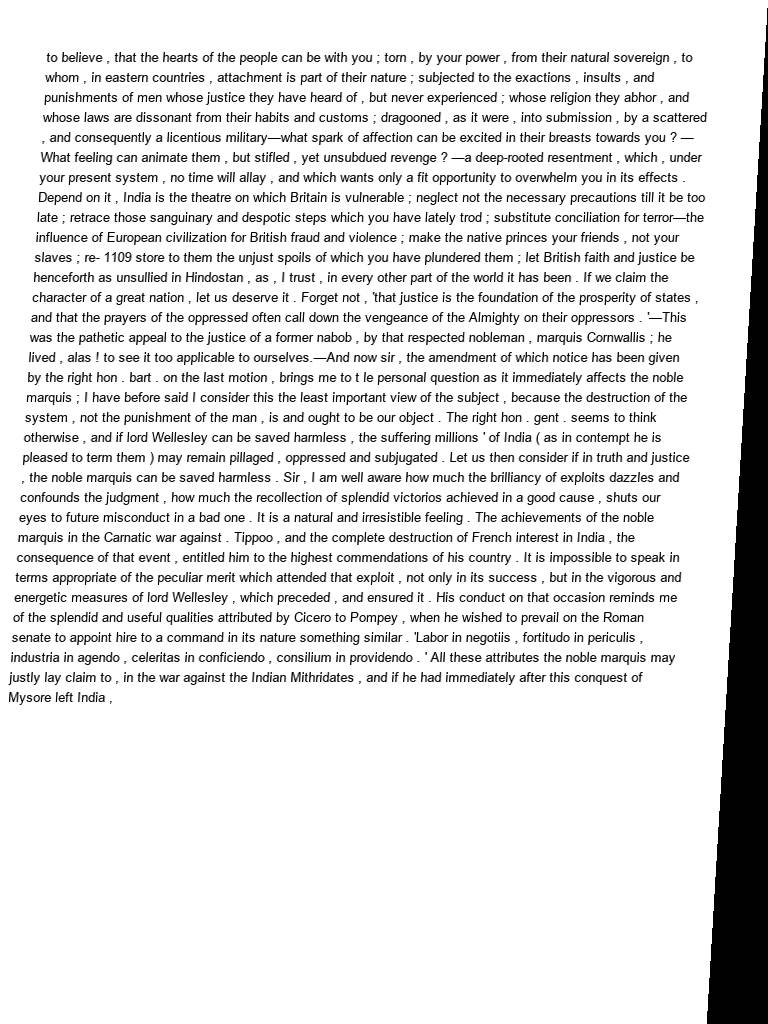 to believe , that the hearts of the people can be with you ; torn , by your power , from their natural sovereign , to
whom , in eastern countries , attachment is part of their nature ; subjected to the exactions , insults , and
punishments of men whose justice they have heard of , but never experienced ; whose religion they abhor , and
whose laws are dissonant from their habits and customs ; dragooned , as it were , into submission , by a scattered
, and consequently a licentious military—what spark of affection can be excited in their breasts towards you ? —
What feeling can animate them , but stifled , yet unsubdued revenge ? —a deep-rooted resentment , which , under
your present system , no time will allay , and which wants only a fit opportunity to overwhelm you in its effects .
Depend on it , India is the theatre on which Britain is vulnerable ; neglect not the necessary precautions till it be too
late ; retrace those sanguinary and despotic steps which you have lately trod ; substitute conciliation for terror—the
influence of European civilization for British fraud and violence ; make the native princes your friends , not your
slaves ; re- 1109 store to them the unjust spoils of which you have plundered them ; let British faith and justice be
henceforth as unsullied in Hindostan , as , I trust , in every other part of the world it has been . If we claim the
character of a great nation , let us deserve it . Forget not , 'that justice is the foundation of the prosperity of states ,
and that the prayers of the oppressed often call down the vengeance of the Almighty on their oppressors . '—This
was the pathetic appeal to the justice of a former nabob , by that respected nobleman , marquis Cornwallis ; he
lived , alas ! to see it too applicable to ourselves.—And now sir , the amendment of which notice has been given
by the right hon . bart . on the last motion , brings me to t le personal question as it immediately affects the noble
marquis ; I have before said I consider this the least important view of the subject , because the destruction of the
system , not the punishment of the man , is and ought to be our object . The right hon . gent . seems to think
otherwise , and if lord Wellesley can be saved harmless , the suffering millions ' of India ( as in contempt he is
pleased to term them ) may remain pillaged , oppressed and subjugated . Let us then consider if in truth and justice
, the noble marquis can be saved harmless . Sir , I am well aware how much the brilliancy of exploits dazzles and
confounds the judgment , how much the recollection of splendid victorios achieved in a good cause , shuts our
eyes to future misconduct in a bad one . It is a natural and irresistible feeling . The achievements of the noble
marquis in the Carnatic war against . Tippoo , and the complete destruction of French interest in India , the
consequence of that event , entitled him to the highest commendations of his country . It is impossible to speak in
terms appropriate of the peculiar merit which attended that exploit , not only in its success , but in the vigorous and
energetic measures of lord Wellesley , which preceded , and ensured it . His conduct on that occasion reminds me
of the splendid and useful qualities attributed by Cicero to Pompey , when he wished to prevail on the Roman
senate to appoint hire to a command in its nature something similar . 'Labor in negotiis , fortitudo in periculis ,
industria in agendo , celeritas in conficiendo , consilium in providendo . ' All these attributes the noble marquis may
justly lay claim to , in the war against the Indian Mithridates , and if he had immediately after this conquest of
Mysore left India ,